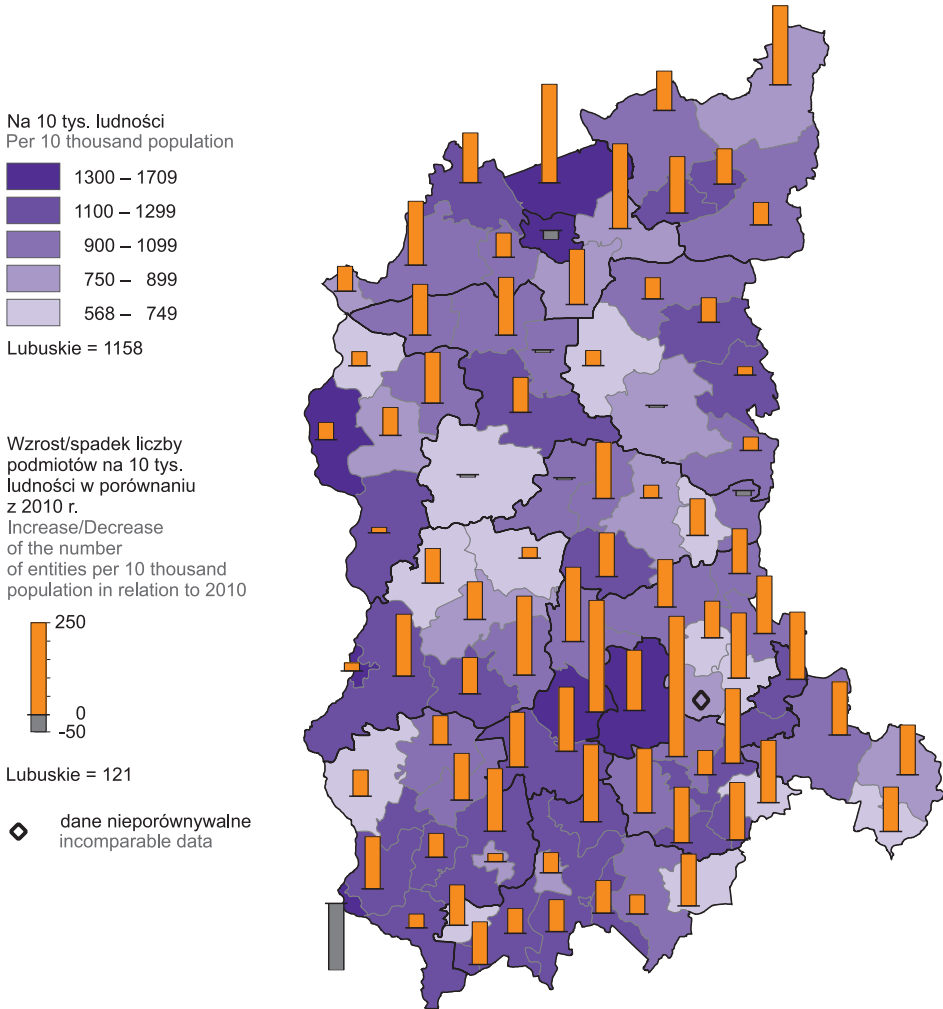 Na 10 tys. ludności
Per 10 thousand population
1300 – 1709
1100 – 1299
900 – 1099
750 – 899
568 – 749
Lubuskie = 1158
Wzrost/spadek liczby
podmiotów na 10 tys.
ludności w porównaniu
z 2010 r.
Increase/Decrease
of the number
of entities per 10 thousand
population in relation to 2010
250
0
-50
Lubuskie = 121
dane nieporównywalne
incomparable data